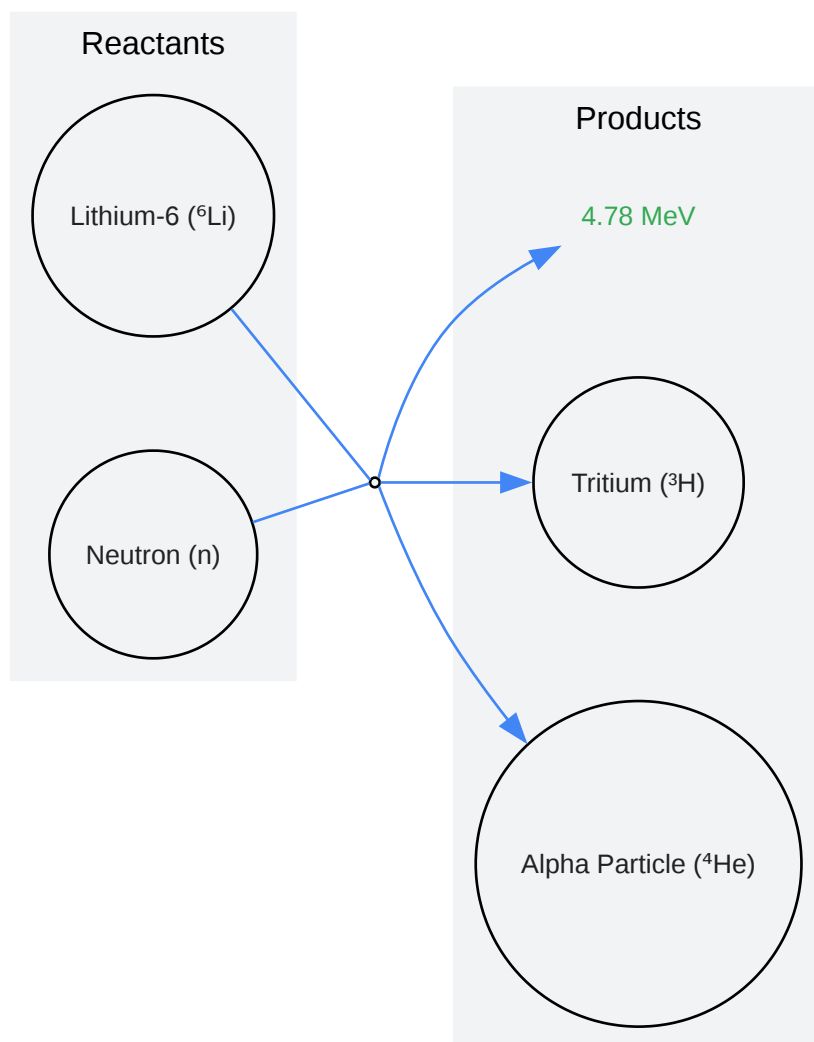 Reactants
Lithium-6 (⁶Li)
Neutron (n)
Products
4.78 MeV
Tritium (³H)
Alpha Particle (⁴He)